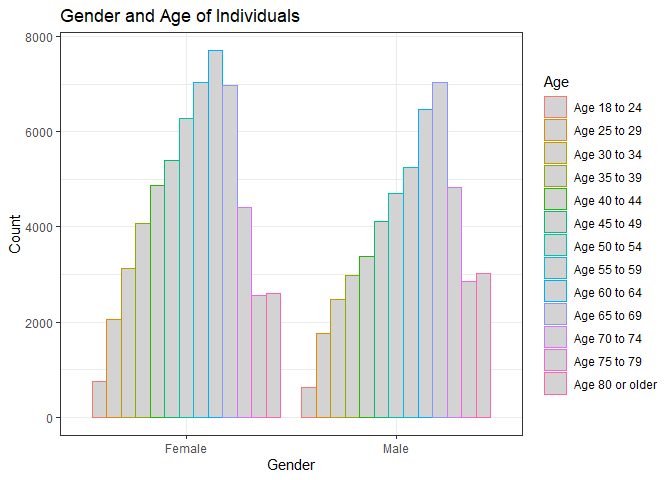 Gender and Age of Individuals
8000
6000
4000
2000
0
Count
Female
Male
Gender
Age
Age 18 to 24
Age 25 to 29
Age 30 to 34
Age 35 to 39
Age 40 to 44
Age 45 to 49
Age 50 to 54
Age 55 to 59
Age 60 to 64
Age 65 to 69
Age 70 to 74
Age 75 to 79
Age 80 or older